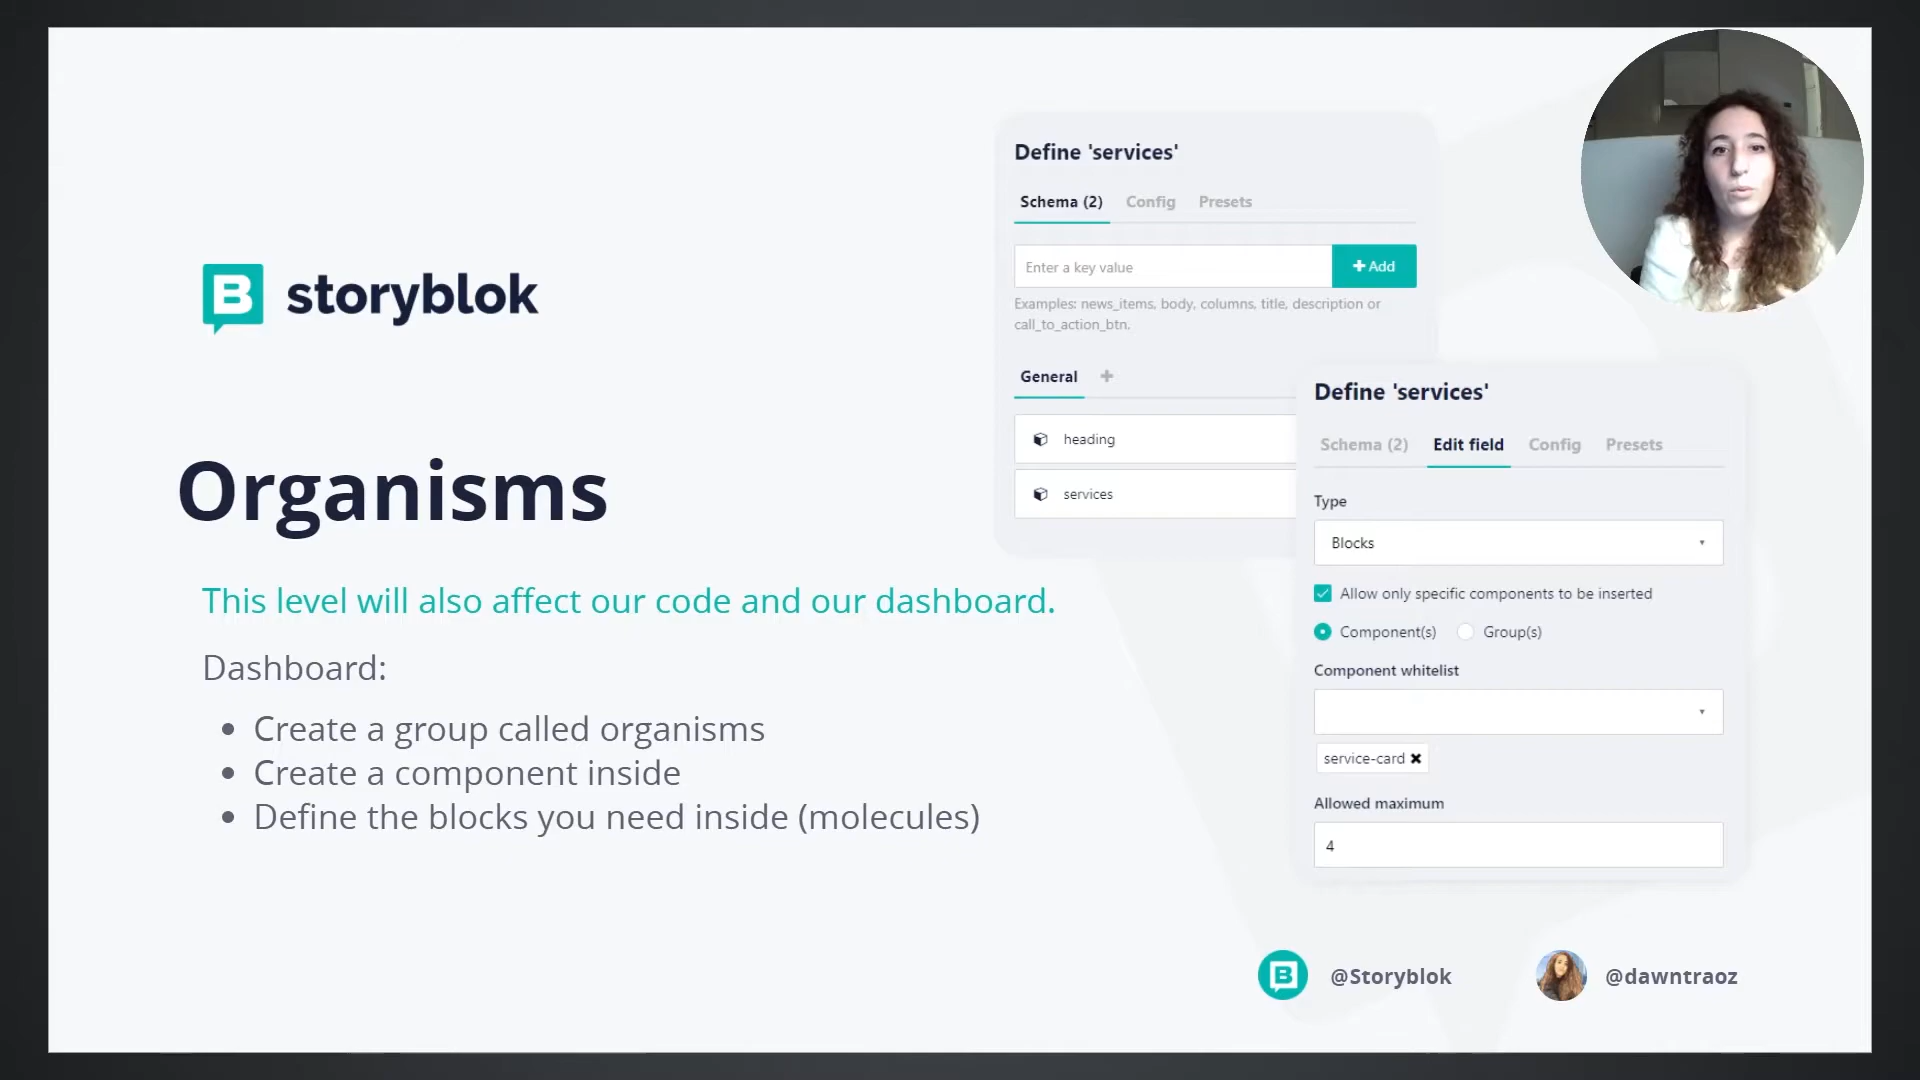 storyblok
Organisms
This level will also affect our code and our dashboard.
Dashboard:
Create a group called organisms
Create a component inside
Define the blocks you need inside (molecules)
Define 'services'
Schema (2) Config Presets
Enter a key value
+ Add
Examples: news_items, body, columns, title, description or
call_to_action_btn.
General +
heading
services
Define 'services'
Schema (2) Edit field Config Presets
Type
Blocks
Allow only specific components to be inserted
Component(s) Group(s)
Component whitelist
service-card ✖
Allowed maximum
4
@Storyblok @dawntraoz